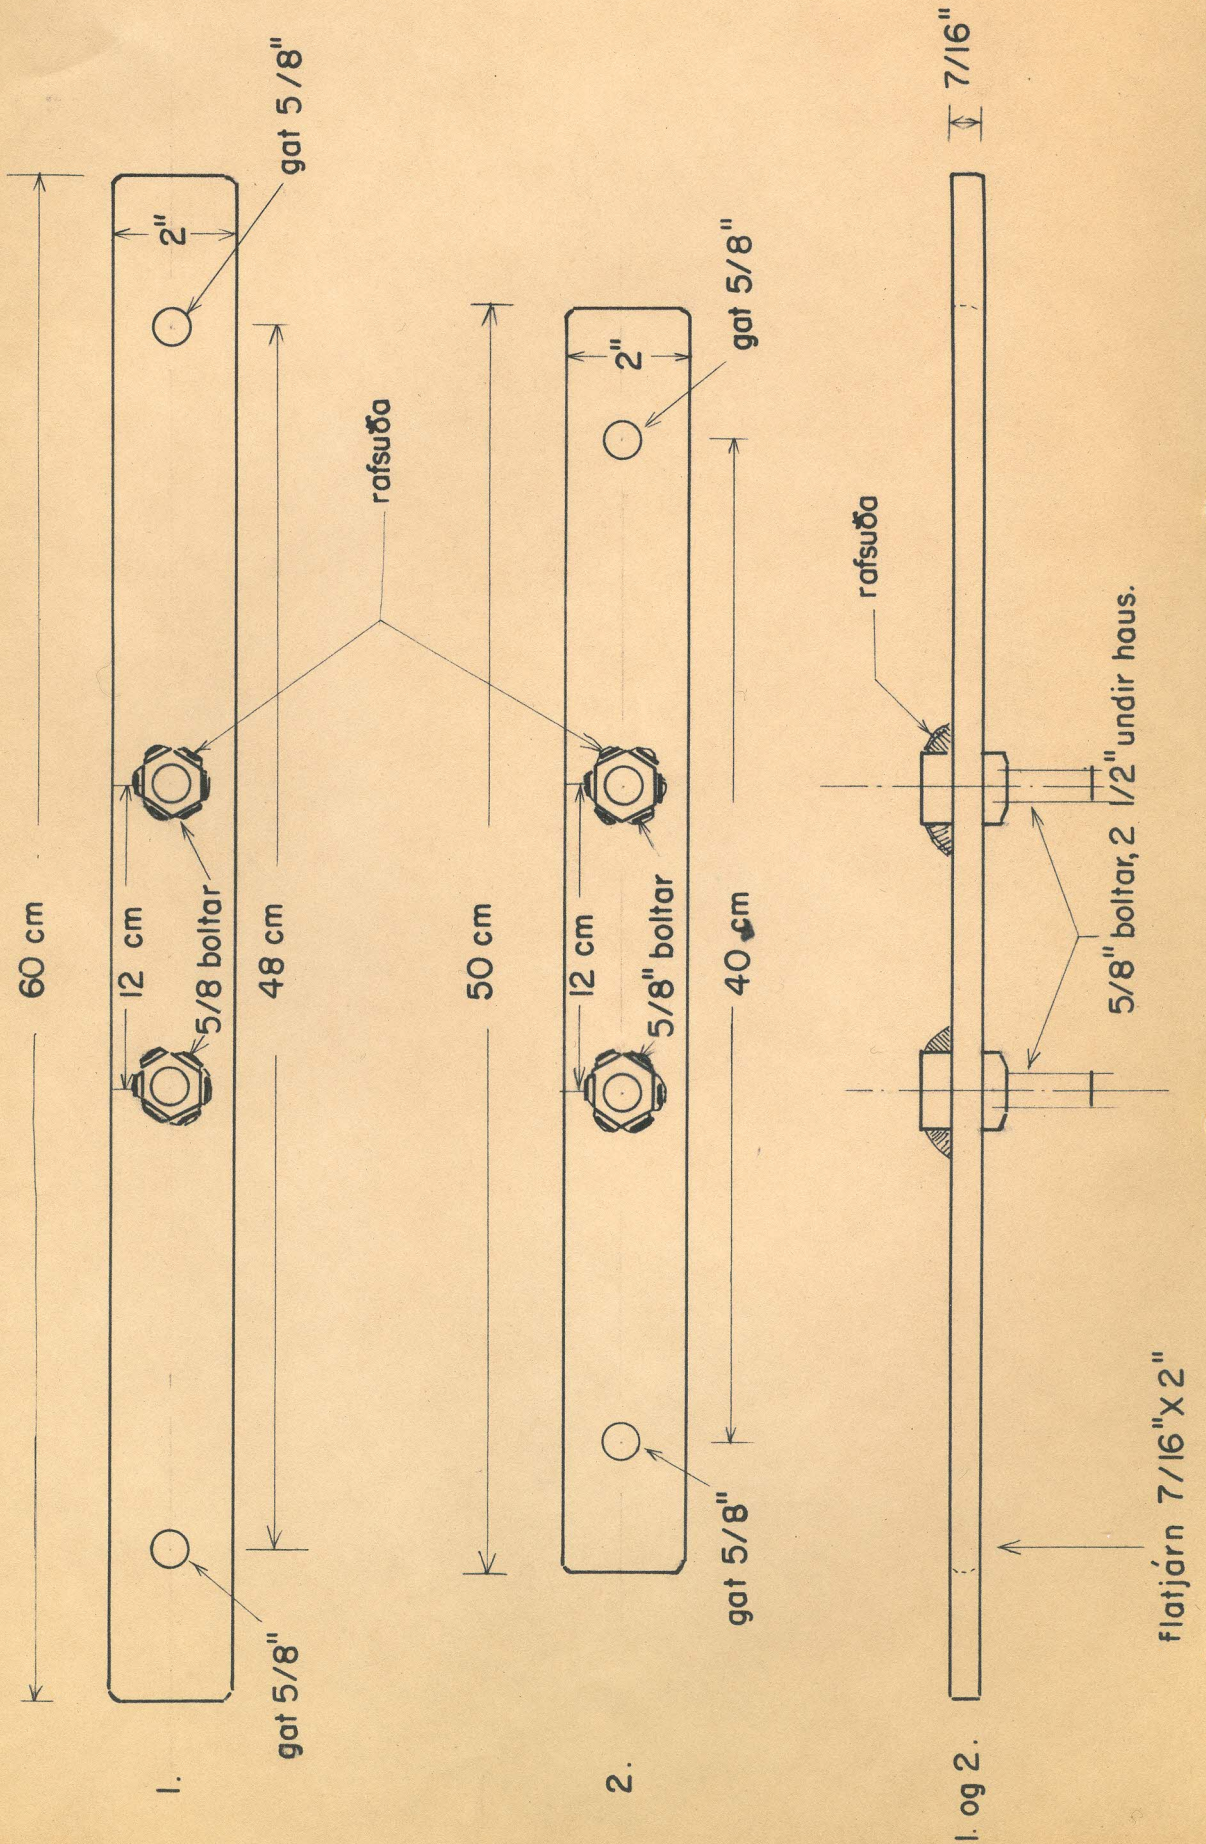 60 cm
2"
gat 5/8"
12 cm
5/8 boltar
48 cm
gat 5/8"
1.
rafsuða
50 cm
2"
gat 5/8"
12 cm
5/8" boltar
40 cm
gat 5/8"
2.
7/16"
rafsuða
5/8" boltar, 2 1/2" undir haus.
flatjárn 7/16" X 2"
1. og 2.